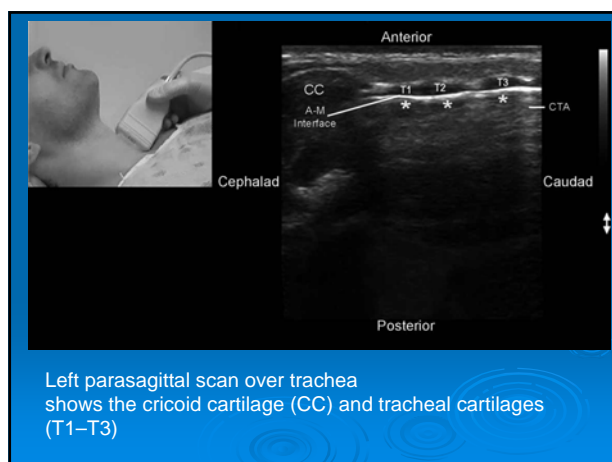 Anterior
CC
T1 T2 T3
* * *
A-M
Interface
CTA
Cephalad
Caudad
Posterior
Left parasagittal scan over trachea
shows the cricoid cartilage (CC) and tracheal cartilages
(T1–T3)